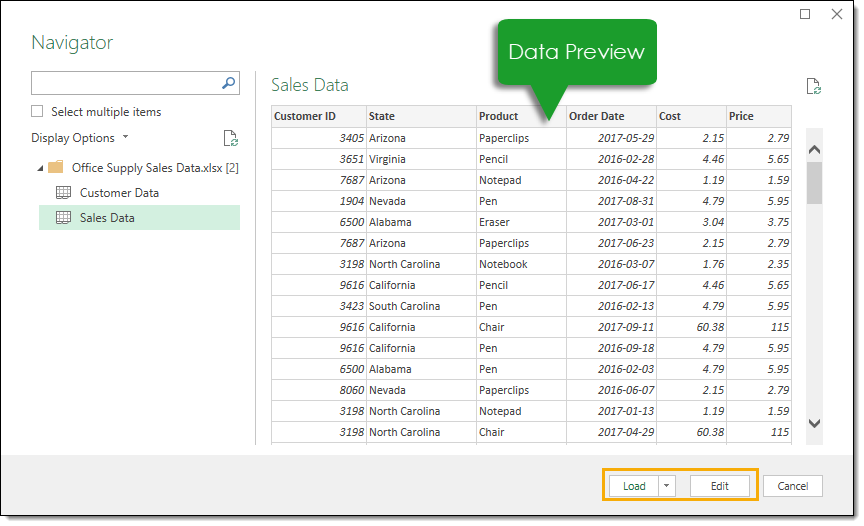 Navigator
Data Preview
Select multiple items
Display Options
Office Supply Sales Data.xlsx [2]
Customer Data
Sales Data
Sales Data
Customer ID State Product Order Date Cost Price
3405 Arizona Paperclips 2017-05-29 2.15 2.79
3651 Virginia Pencil 2016-02-28 4.46 5.65
7687 Arizona Notepad 2016-04-22 1.19 1.59
1904 Nevada Pen 2017-08-31 4.79 5.95
6500 Alabama Eraser 2017-03-01 3.04 3.75
7687 Arizona Paperclips 2017-06-23 2.15 2.79
3198 North Carolina Notebook 2016-03-07 1.76 2.35
9616 California Pencil 2017-06-17 4.46 5.65
3423 South Carolina Pen 2016-02-13 4.79 5.95
9616 California Chair 2017-09-11 60.38 115
9616 California Pen 2016-09-18 4.79 5.95
6500 Alabama Pen 2016-02-03 4.79 5.95
8060 Nevada Paperclips 2016-06-07 2.15 2.79
3198 North Carolina Notepad 2017-01-13 1.19 1.59
3198 North Carolina Chair 2017-04-29 60.38 115
Load Edit Cancel